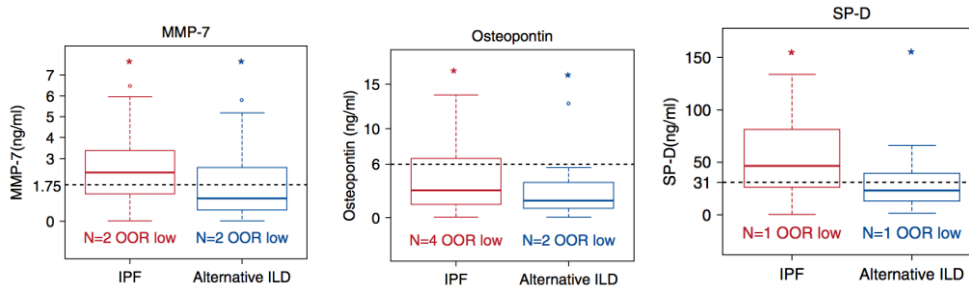 MMP-7
MMP-7(ng/ml)
7
6
5
4
3
1.75
0
N=2 OOR low
N=2 OOR low
IPF
Alternative ILD
Osteopontin
Osteopontin (ng/ml)
15
10
6
0
N=4 OOR low
N=2 OOR low
IPF
Alternative ILD
SP-D
SP-D(ng/ml)
150
100
50
31
0
N=1 OOR low
N=1 OOR low
IPF
Alternative ILD